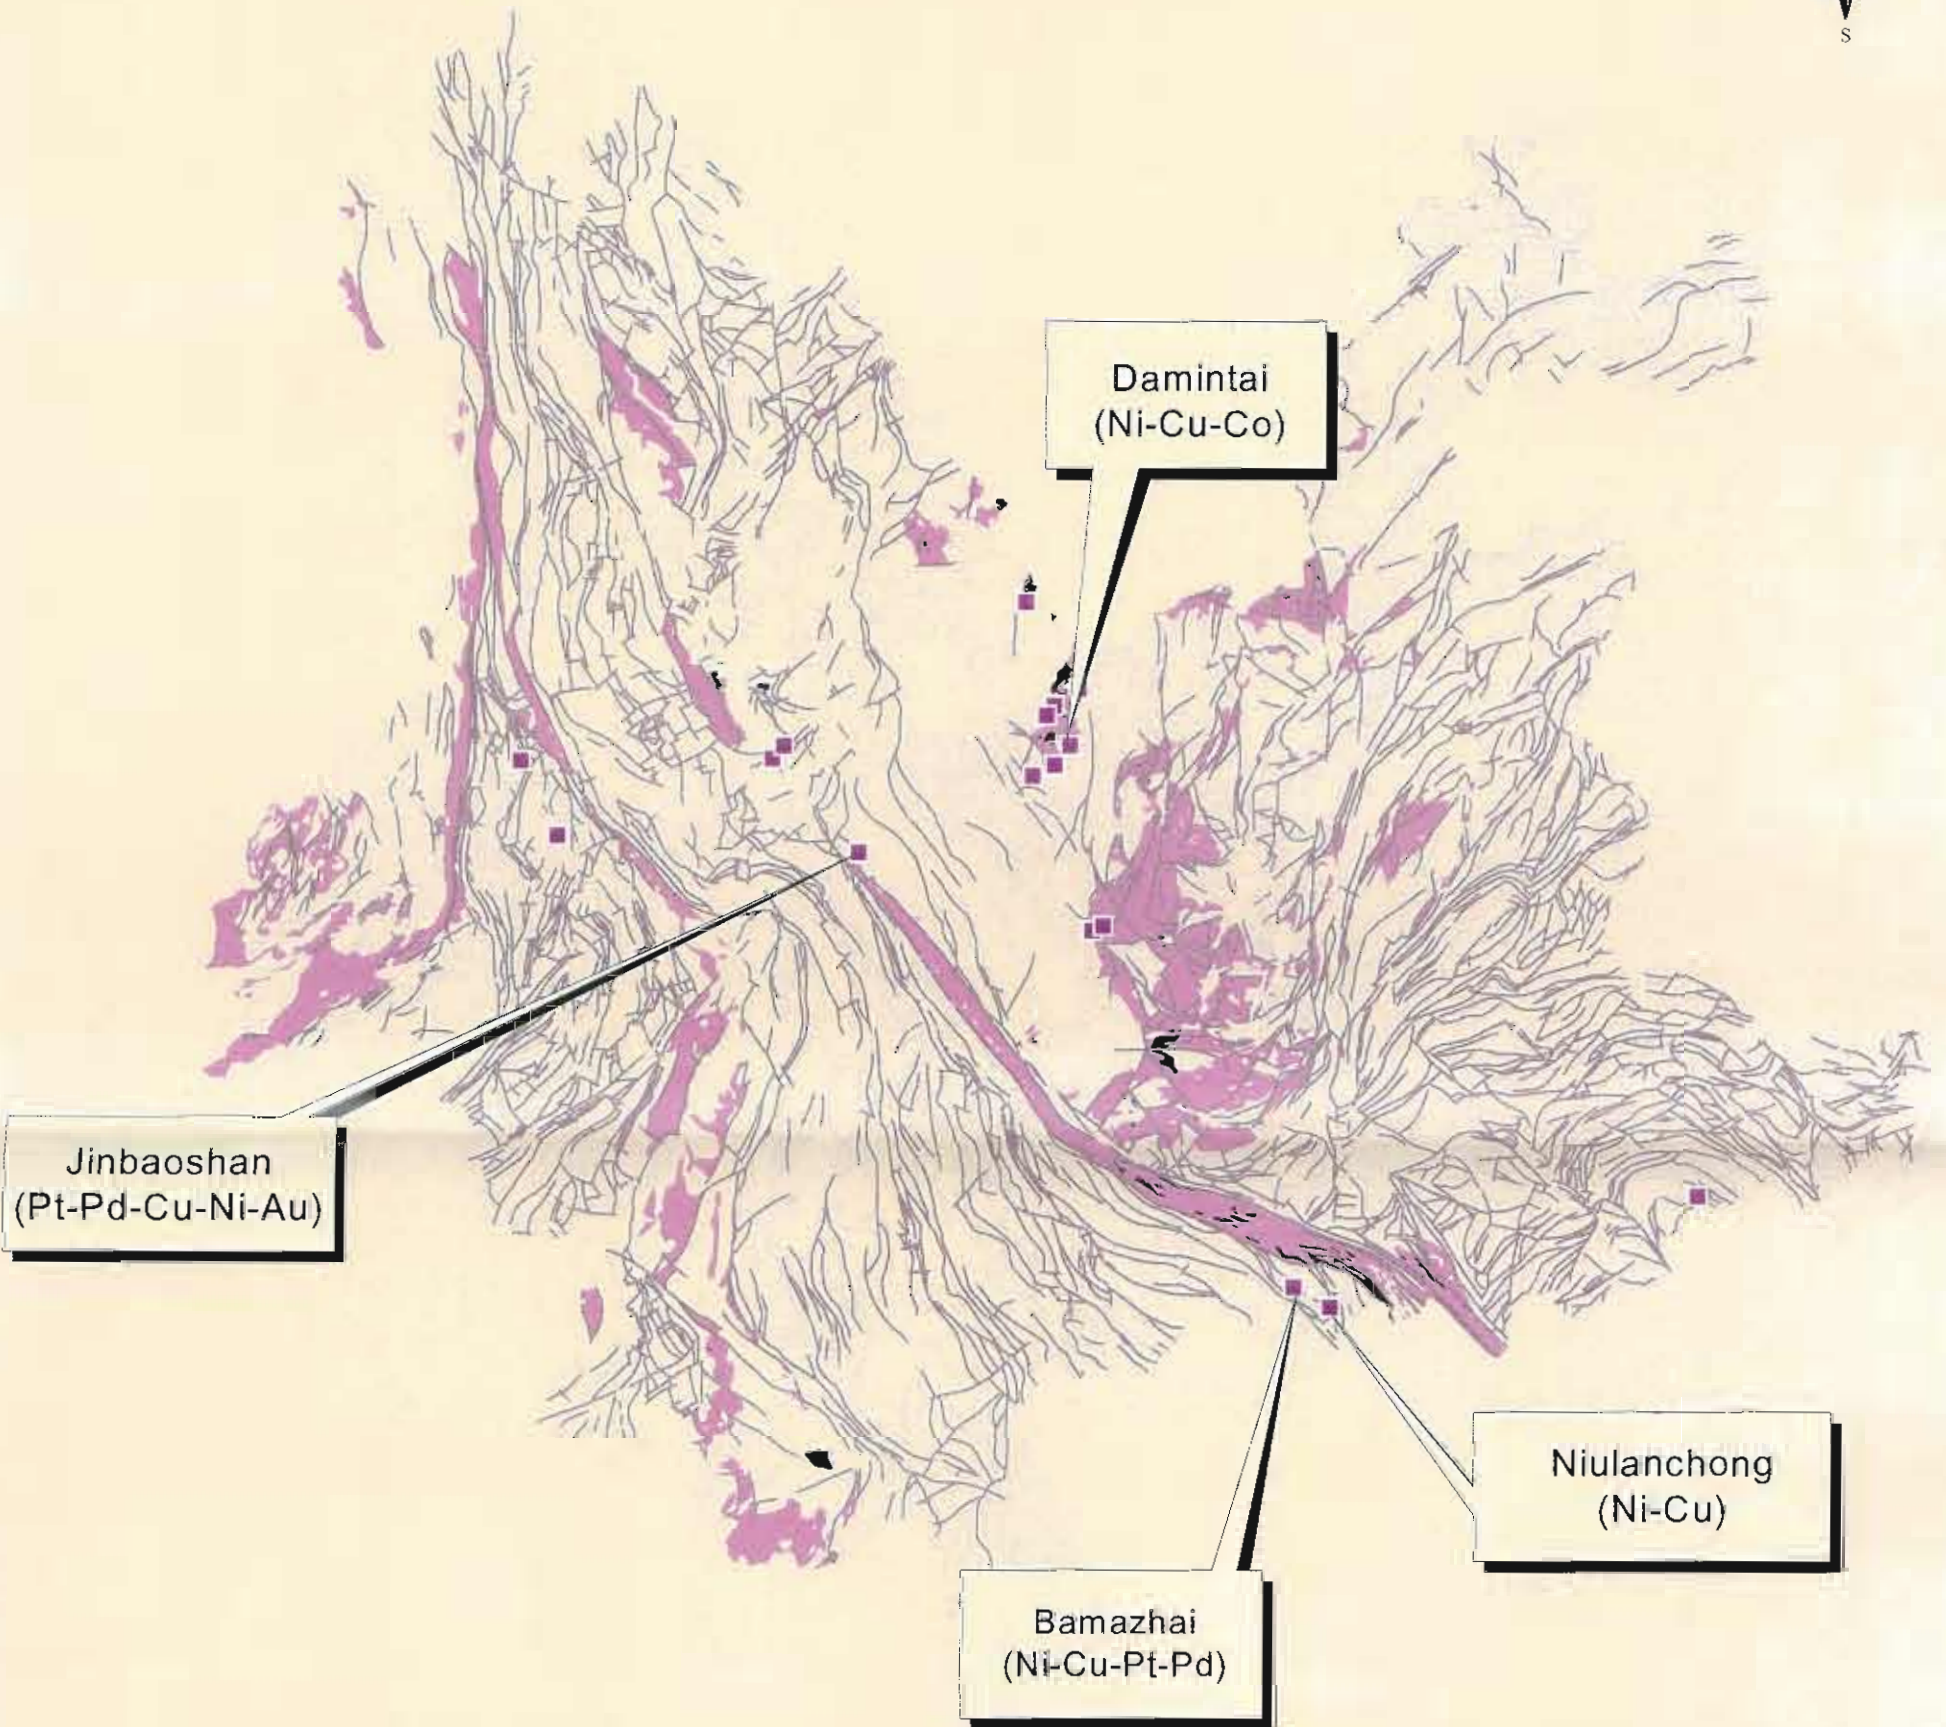 S
Damintai
(Ni-Cu-Co)
Jinbaoshan
(Pt-Pd-Cu-Ni-Au)
Niulanchong
(Ni-Cu)
Bamazhai
(Ni-Cu-Pt-Pd)